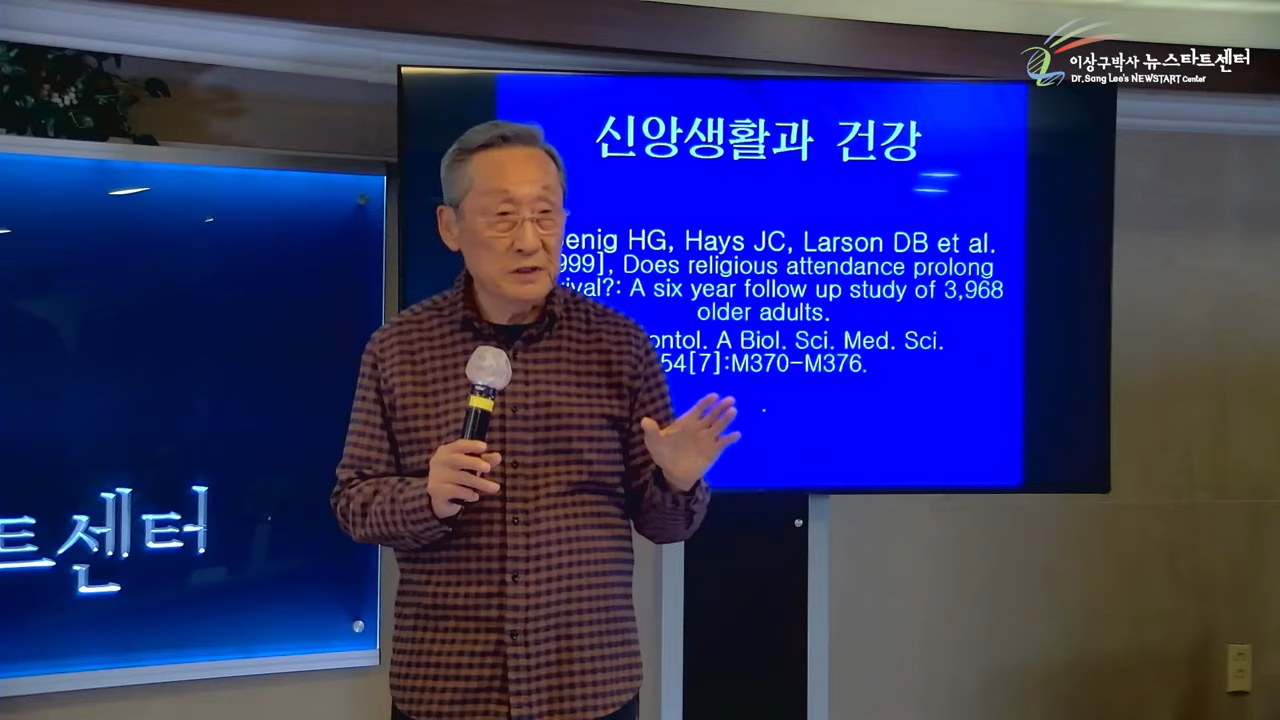 이상구박사 뉴스타트센터
Dr. Sang Lee's NEWSTART Center
신앙생활과 건강
enig HG, Hays JC, Larson DB et al.
999], Does religious attendance prolong
ival?: A six year follow up study of 3,968
older adults.
ontol. A Biol. Sci. Med. Sci.
54[7]:M370-M376.
트센터